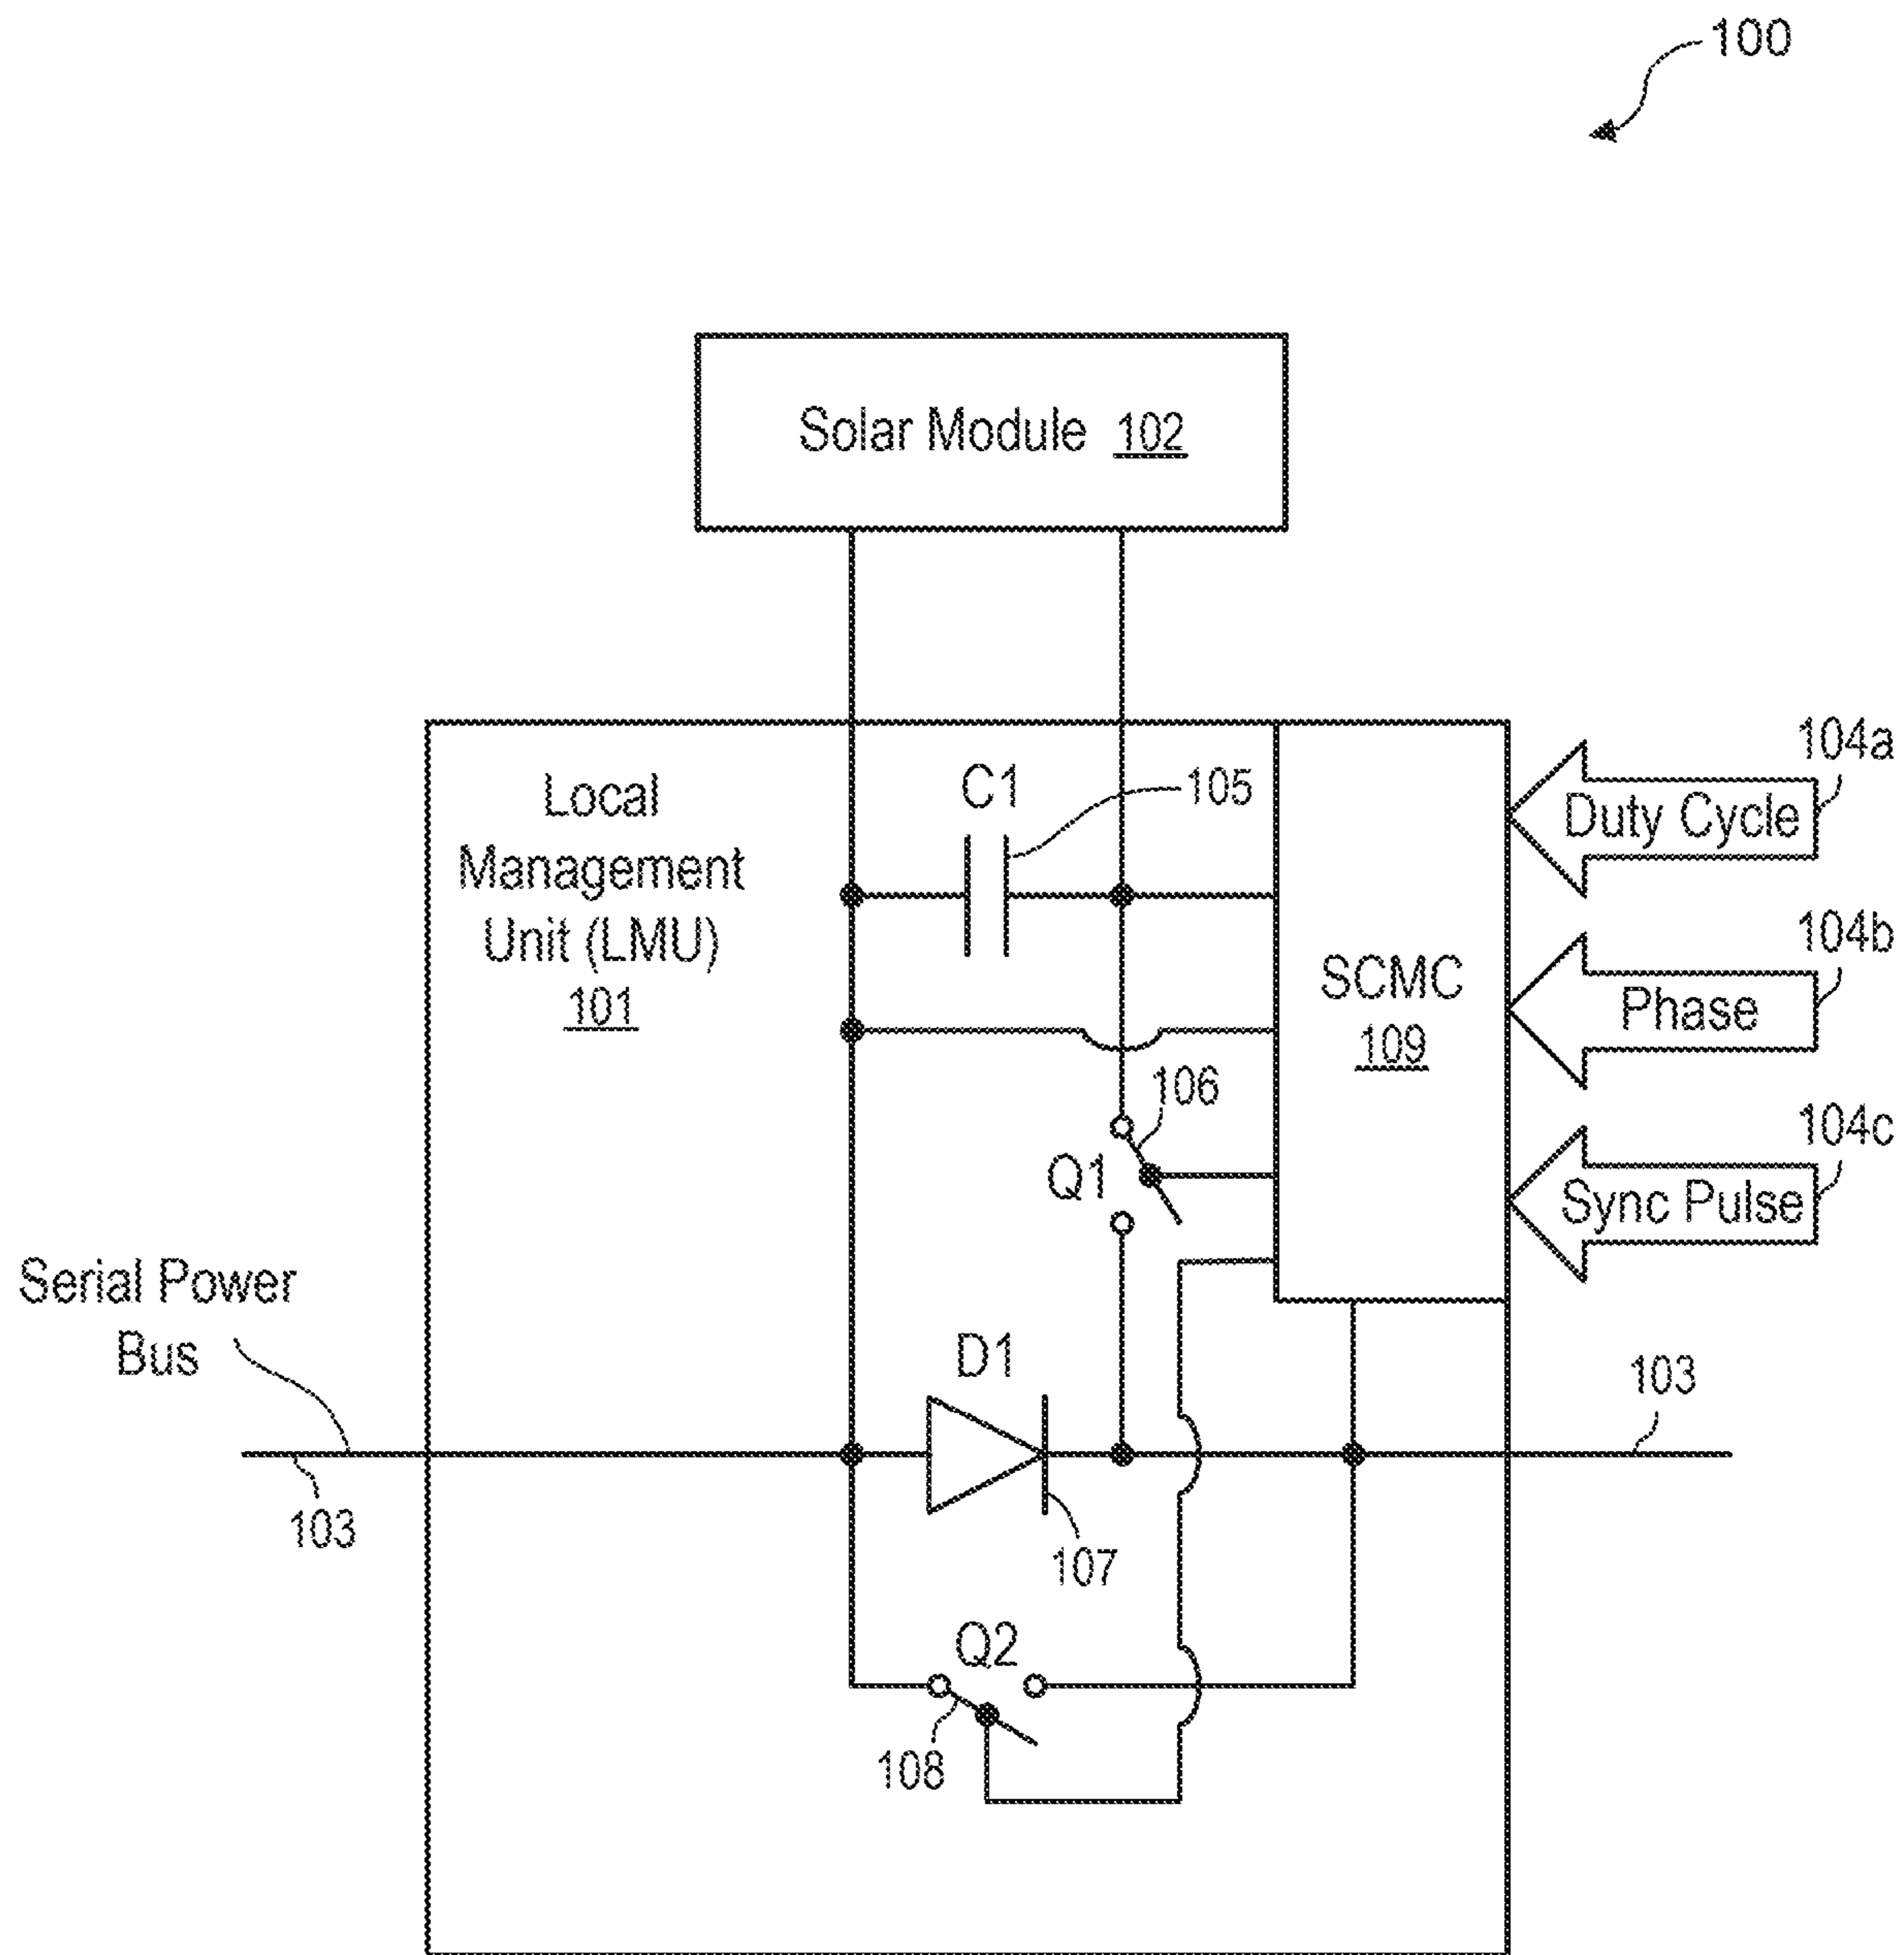 100
Solar Module 102
Local
Management
Unit (LMU)
101
C1
105
SCMC
109
104a
Duty Cycle
104b
Phase
104c
Sync Pulse
106
Q1
Serial Power
Bus
103
D1
107
103
Q2
108